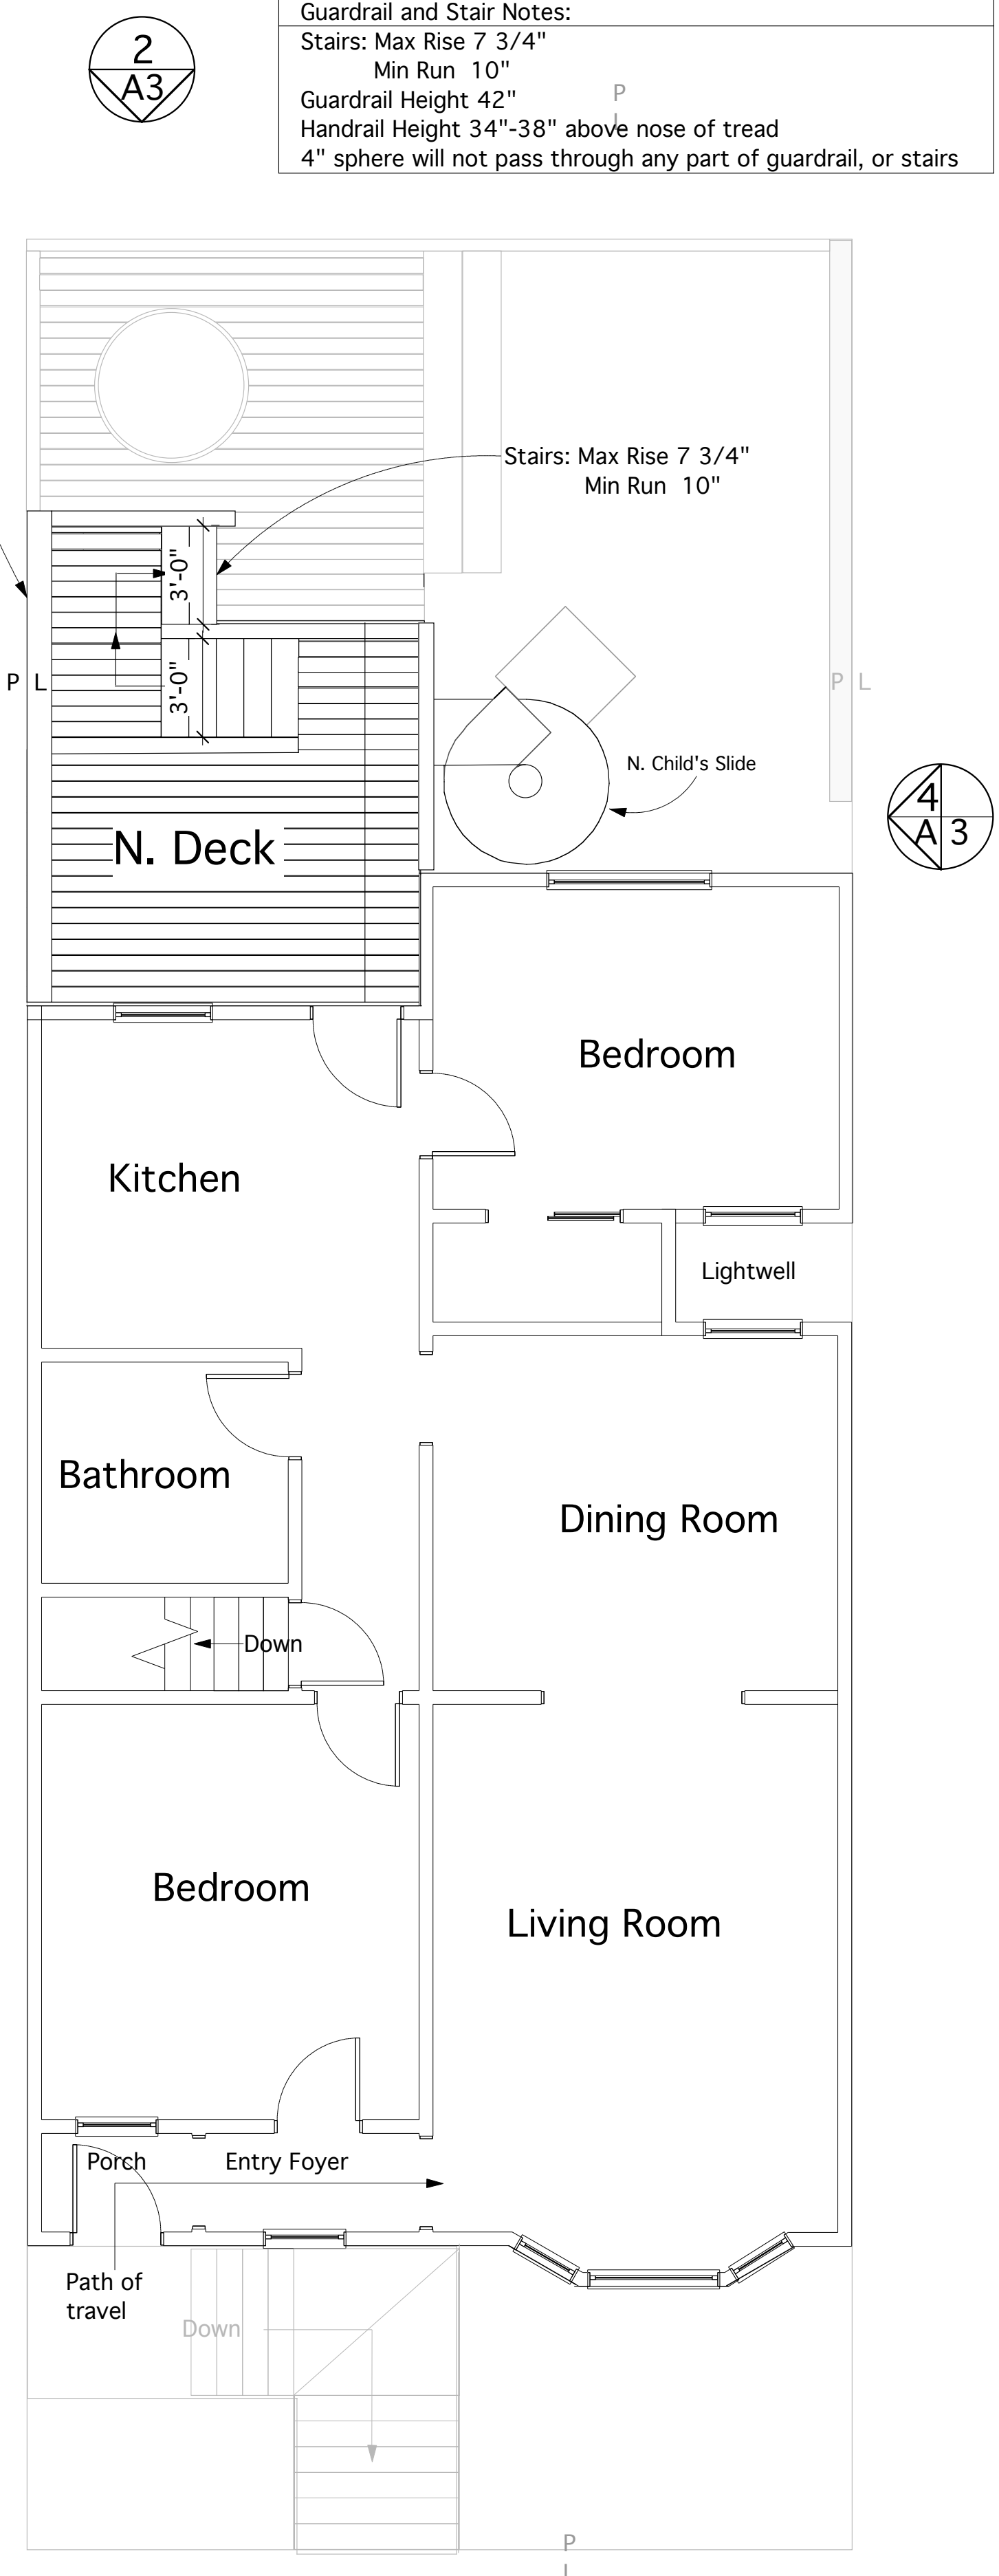 Guardrail and Stair Notes:
2
A3
Stairs: Max Rise 7 3/4"
Min Run 10"
Guardrail Height 42"
P
L
Handrail Height 34"-38" above nose of tread
4" sphere will not pass through any part of guardrail, or stairs
Stairs: Max Rise 7 3/4"
Min Run 10"
3'-0"
3'-0"
P L
P L
N. Child's Slide
4
A 3
N. Deck
Bedroom
Kitchen
Lightwell
Bathroom
Dining Room
Down
Bedroom
Living Room
Porch
Entry Foyer
Path of
travel
Down
P
L